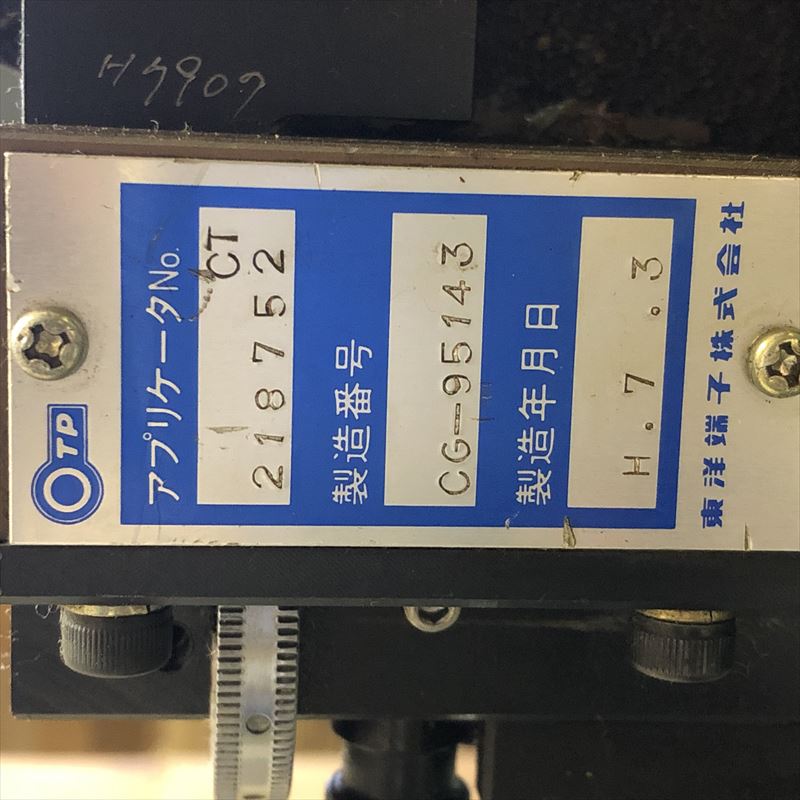 TP
アプリケータNo.
CT
218752
製造番号
CG-95143
製造年月日
H.7.3
東洋端子株式会社